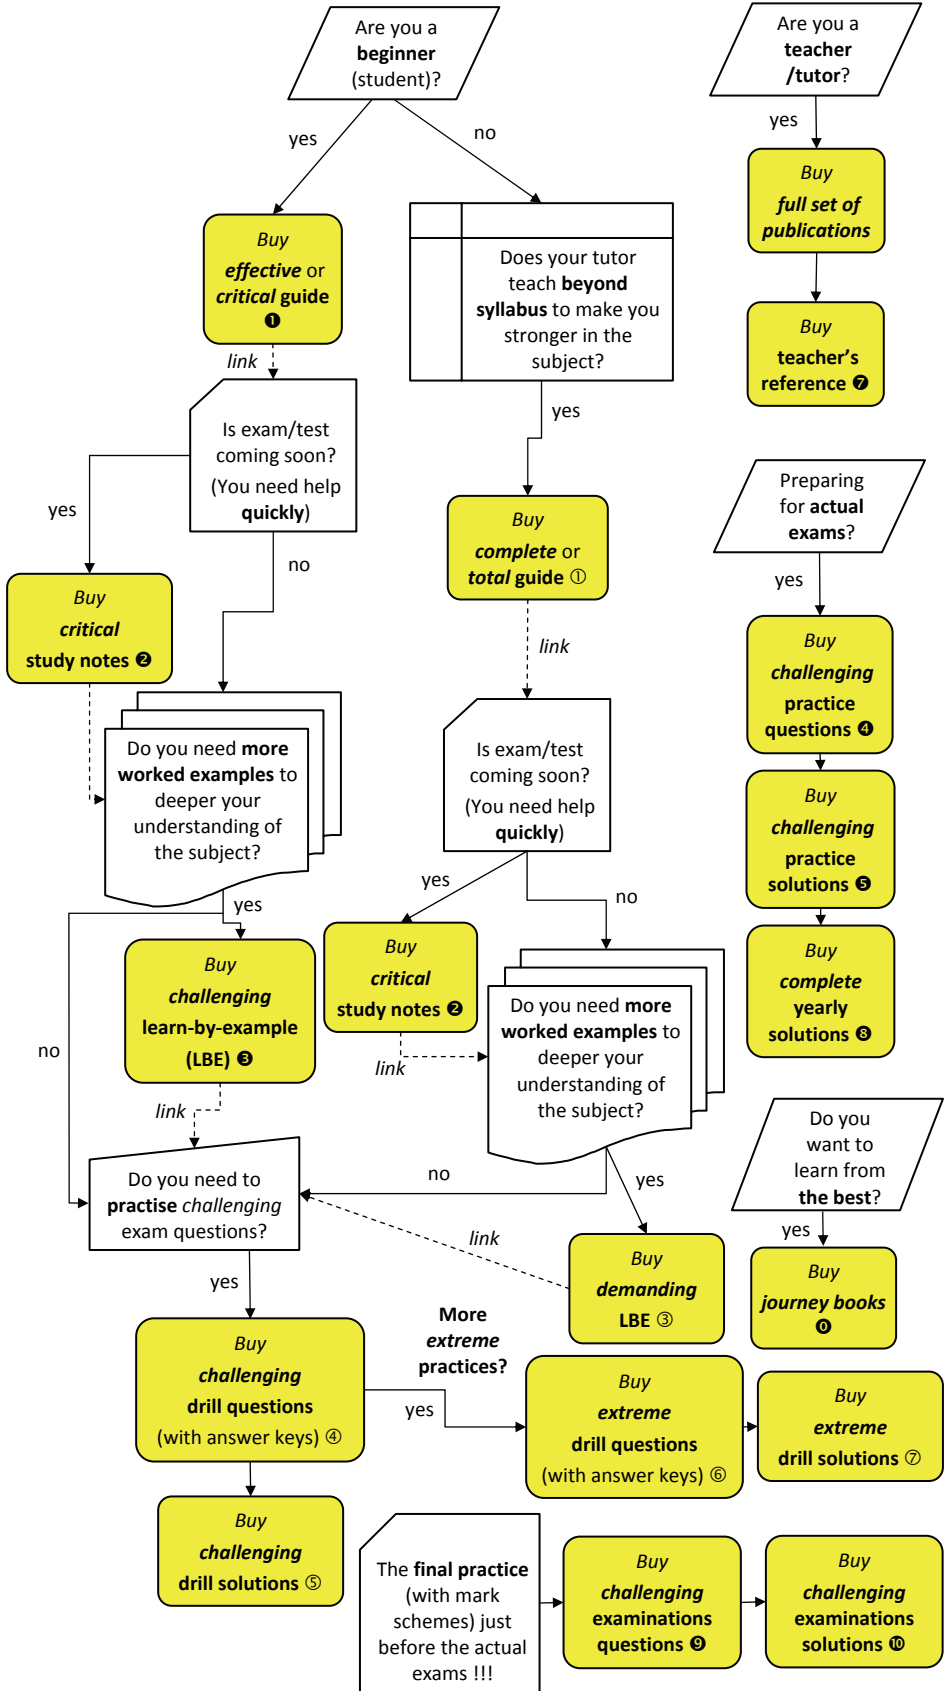 Are you a
beginner
(student)?
yes
no
Buy
effective or
critical guide
❶
link
Is exam/test
coming soon?
(You need help
quickly)
yes
no
Buy
critical
study notes ❷
Do you need more
worked examples to
deeper your
understanding of
the subject?
yes
no
Buy
challenging
learn-by-example
(LBE) ❸
link
Do you need to
practise challenging
exam questions?
yes
Buy
challenging
drill questions
(with answer keys) ④
Buy
challenging
drill solutions ⑤
Does your tutor
teach beyond
syllabus to make you
stronger in the
subject?
yes
Buy
complete or
total guide ①
link
Is exam/test
coming soon?
(You need help
quickly)
yes
no
Buy
critical
study notes ❷
link
Do you need more
worked examples to
deeper your
understanding of
the subject?
no
yes
link
Buy
demanding
LBE ③
More
extreme
practices?
yes
Buy
extreme
drill questions
(with answer keys) ⑥
Buy
extreme
drill solutions ⑦
The final practice
(with mark
schemes) just
before the actual
exams !!!
Buy
challenging
examinations
questions ❾
Buy
challenging
examinations
solutions ❿
Are you a
teacher
/tutor?
yes
Buy
full set of
publications
Buy
teacher's
reference ❼
Preparing
for actual
exams?
yes
Buy
challenging
practice
questions ❹
Buy
challenging
practice
solutions ❺
Buy
complete
yearly
solutions ❽
Do you
want to
learn from
the best?
yes
Buy
journey books
⓿